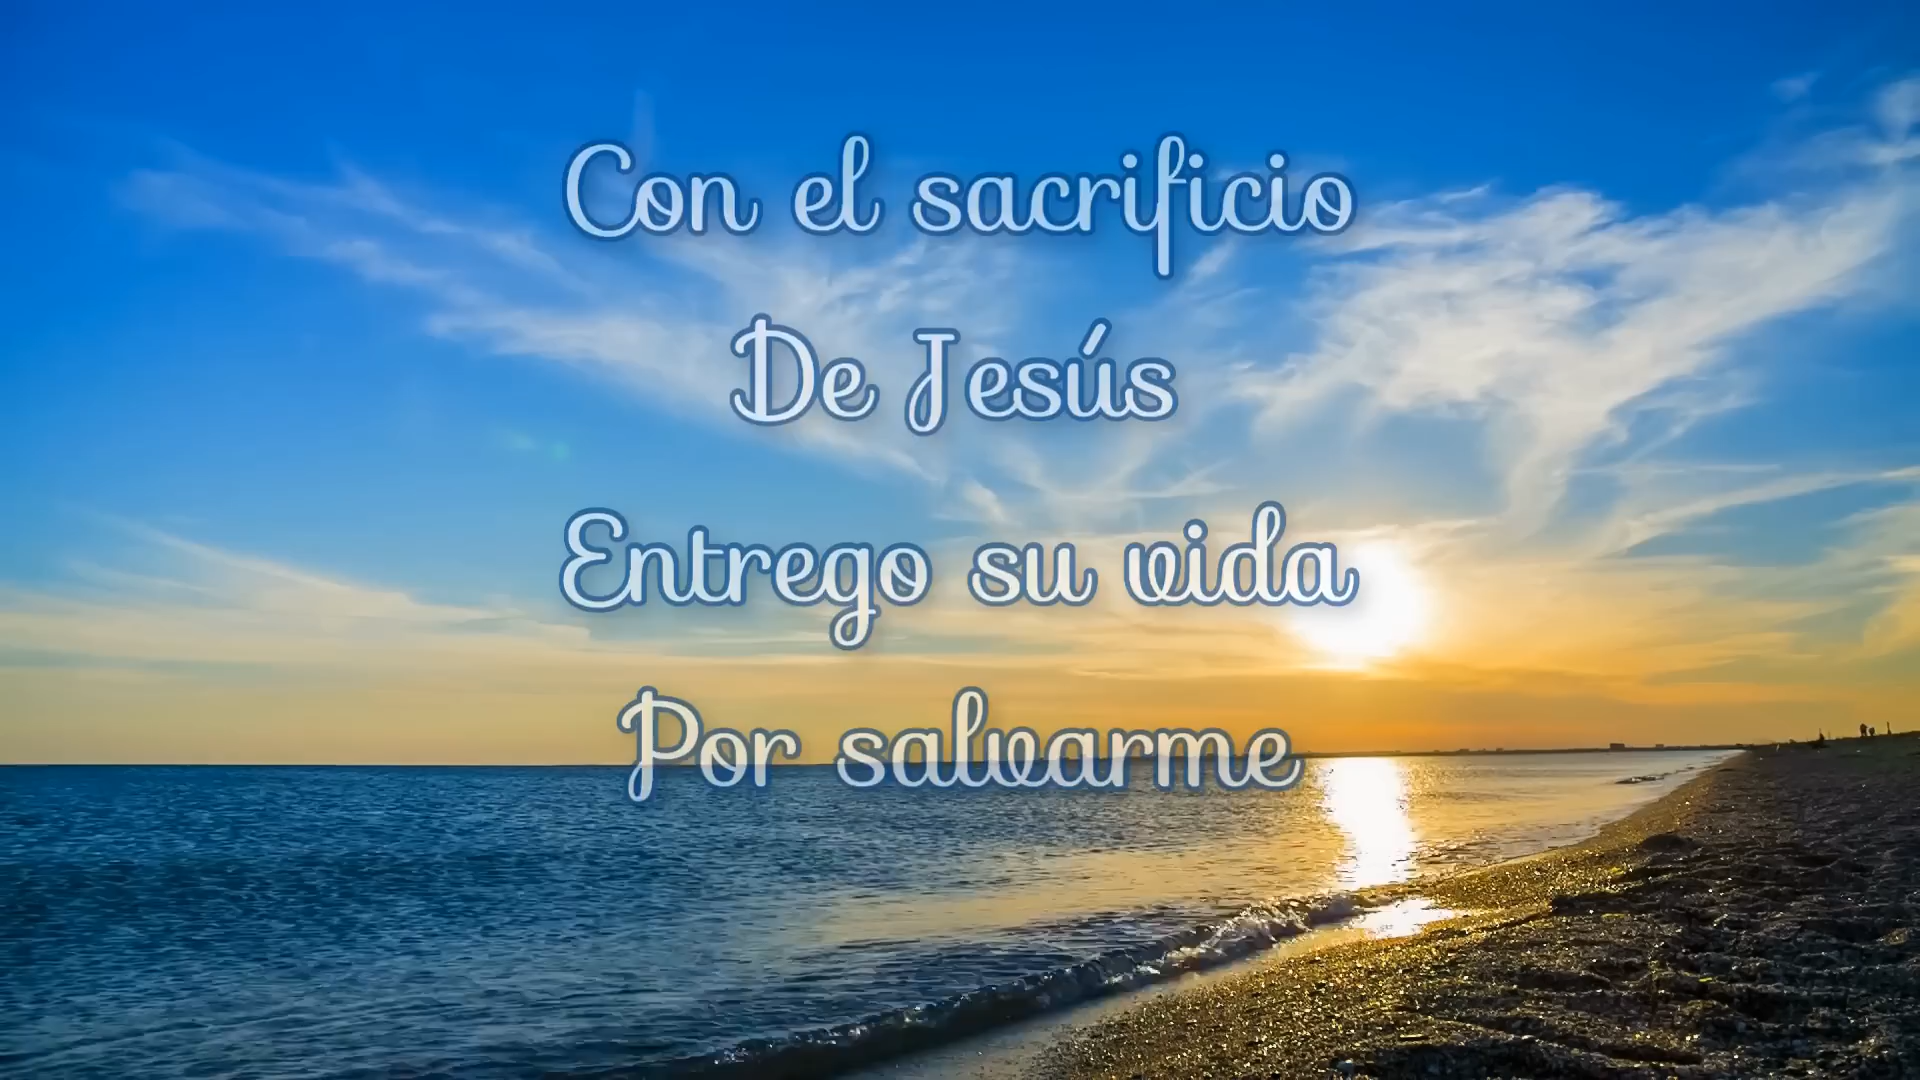 Con el sacrificio
De Jesús
Entrego su vida
Por salvarme